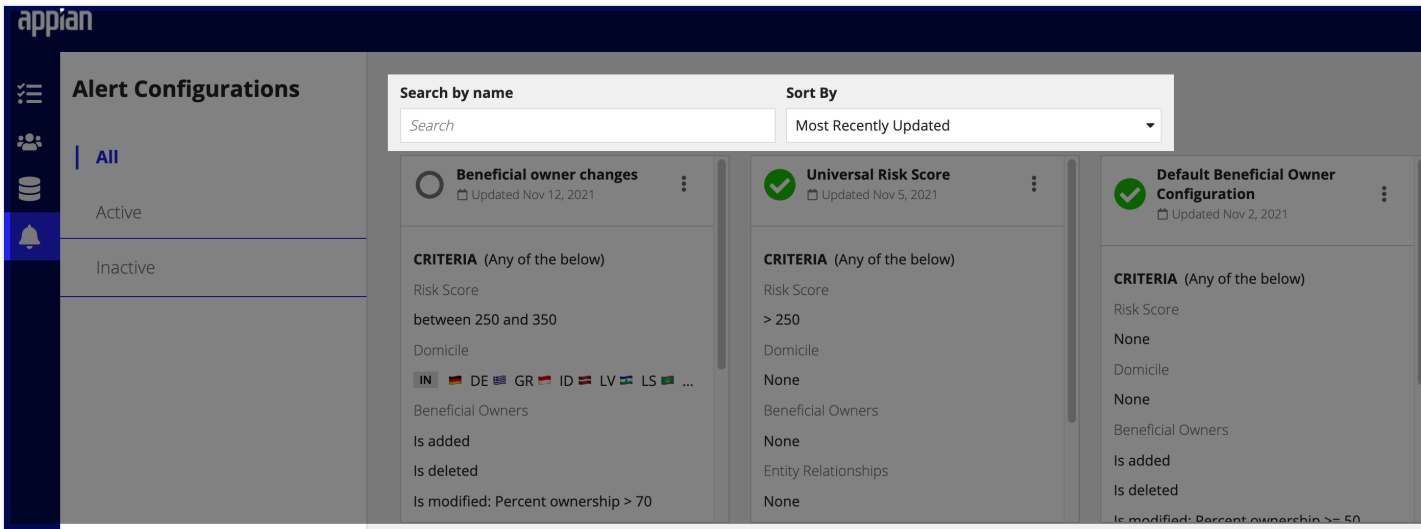 appian
Alert Configurations
All
Active
Inactive
Search by name
Search
Sort By
Most Recently Updated
Beneficial owner changes
Updated Nov 12, 2021
CRITERIA (Any of the below)
Risk Score
between 250 and 350
Domicile
IN DE GR ID LV LS ...
Beneficial Owners
Is added
Is deleted
Is modified: Percent ownership > 70
Universal Risk Score
Updated Nov 5, 2021
CRITERIA (Any of the below)
Risk Score
> 250
Domicile
None
Beneficial Owners
None
Entity Relationships
None
Default Beneficial Owner
Configuration
Updated Nov 2, 2021
CRITERIA (Any of the below)
Risk Score
None
Domicile
None
Beneficial Owners
Is added
Is deleted
Is modified: Percent ownership >= 50